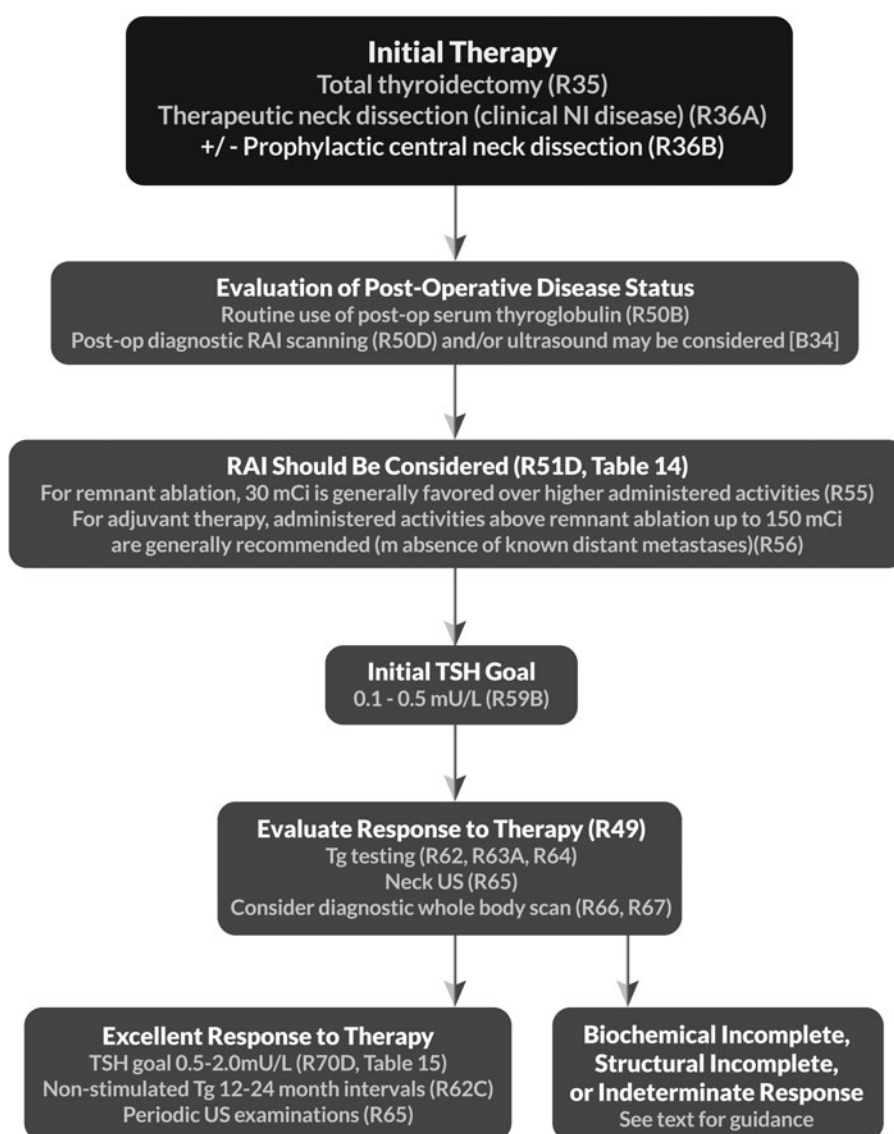 Initial Therapy
Total thyroidectomy (R35)
Therapeutic neck dissection (clinical NI disease) (R36A)
+/ - Prophylactic central neck dissection (R36B)
Evaluation of Post-Operative Disease Status
Routine use of post-op serum thyroglobulin (R50B)
Post-op diagnostic RAI scanning (R50D) and/or ultrasound may be considered [B34]
RAI Should Be Considered (R51D, Table 14)
For remnant ablation, 30 mCi is generally favored over higher administered activities (R55)
For adjuvant therapy, administered activities above remnant ablation up to 150 mCi
are generally recommended (m absence of known distant metastases)(R56)
Initial TSH Goal
0.1 - 0.5 mU/L (R59B)
Evaluate Response to Therapy (R49)
Tg testing (R62, R63A, R64)
Neck US (R65)
Consider diagnostic whole body scan (R66, R67)
Excellent Response to Therapy
TSH goal 0.5-2.0mU/L (R70D, Table 15)
Non-stimulated Tg 12-24 month intervals (R62C)
Periodic US examinations (R65)
Biochemical Incomplete,
Structural Incomplete,
or Indeterminate Response
See text for guidance